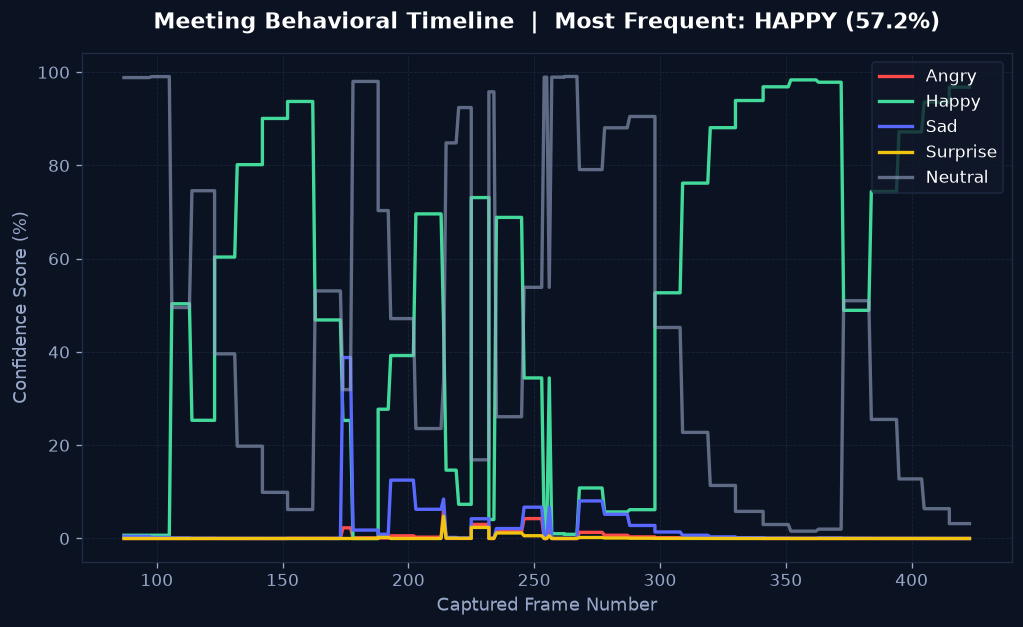 Meeting Behavioral Timeline | Most Frequent: HAPPY (57.2%)
Confidence Score (%)
100
80
60
40
20
0
Angry
Happy
Sad
Surprise
Neutral
100
150
200
250
300
350
400
Captured Frame Number